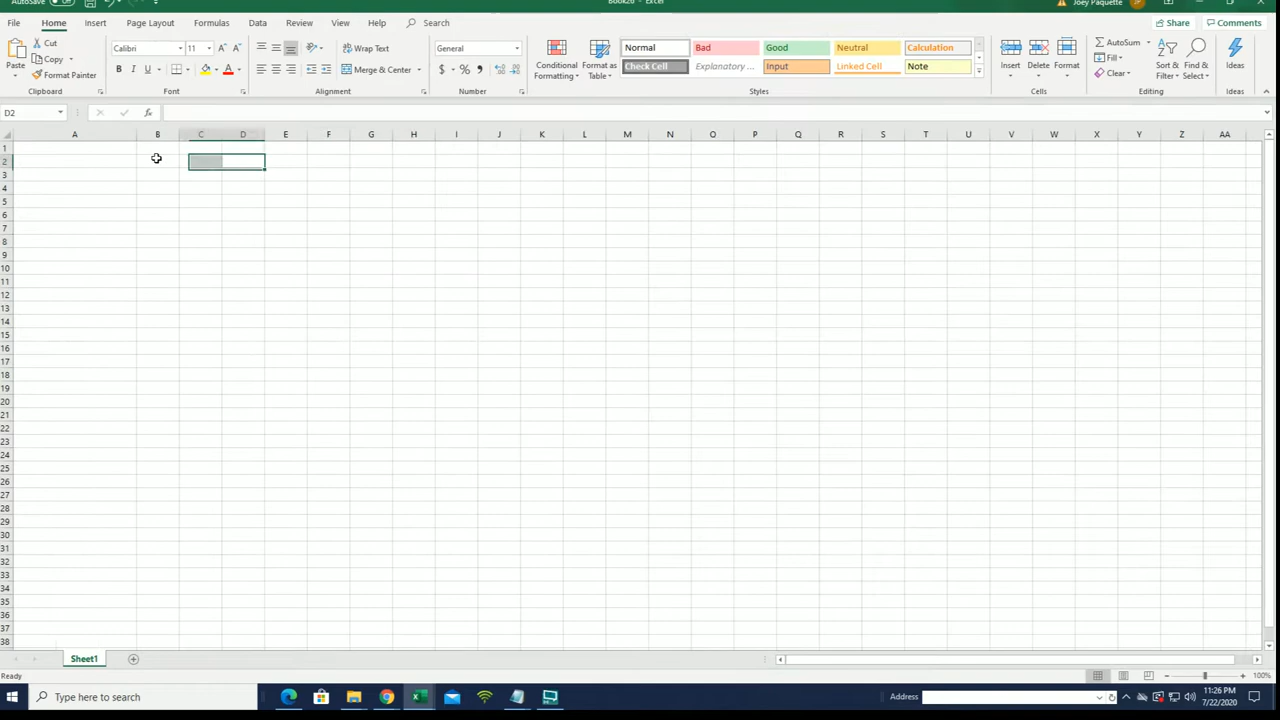 AutoSave Off Book26 - Excel Joey Paquette JP
File Home Insert Page Layout Formulas Data Review View Help Search Share Comments
Paste Cut Copy Format Painter
Calibri 11 Wrap Text Merge & Center
General $ % ,
Conditional Formatting Format as Table
Normal Bad Good Neutral Calculation
Check Cell Explanatory ... Input Linked Cell Note
Insert Delete Format
AutoSum Fill Clear Sort & Filter Find & Select Ideas
Clipboard Font Alignment Number Styles Cells Editing Ideas
D2 fx
A B C D E F G H I J K L M N O P Q R S T U V W X Y Z AA
1
2
3
4
5
6
7
8
9
10
11
12
13
14
15
16
17
18
19
20
21
22
23
24
25
26
27
28
29
30
31
32
33
34
35
36
37
38
Sheet1
Ready 100%
Type here to search Address 11:26 PM
7/22/2020